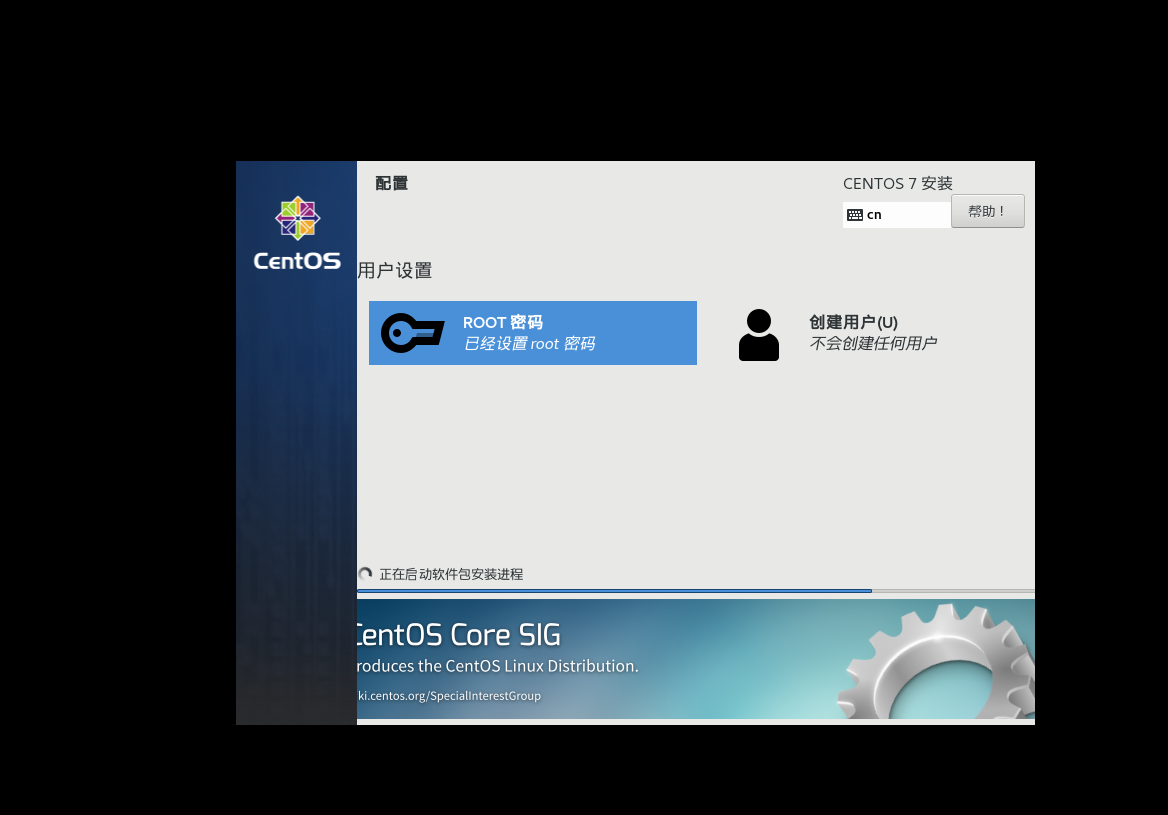 配置
CENTOS 7 安装
cn
帮助！
CentOS
用户设置
ROOT 密码
已经设置 root 密码
创建用户(U)
不会创建任何用户
正在启动软件包安装进程
CentOS Core SIG
roduces the CentOS Linux Distribution.
ki.centos.org/SpecialInterestGroup